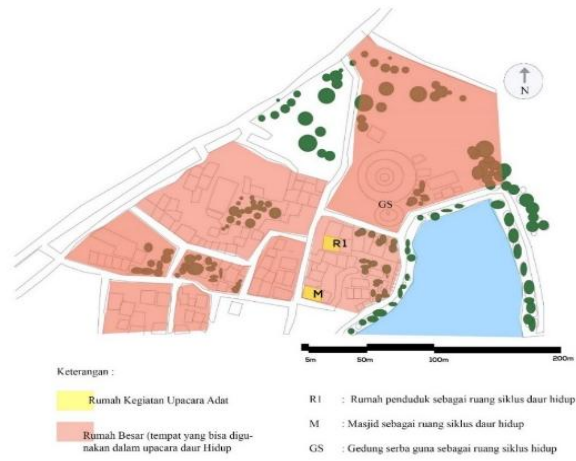 N
GS
R1
M
5m 50m 100m 200m
Keterangan :
Rumah Kegiatan Upacara Adat
Rumah Besar (tempat yang bisa digu-
nakan dalam upacara daur Hidup
R1 : Rumah penduduk sebagai ruang siklus daur hidup
M : Masjid sebagai ruang siklus daur hidup
GS : Gedung serba guna sebagai ruang siklus hidup